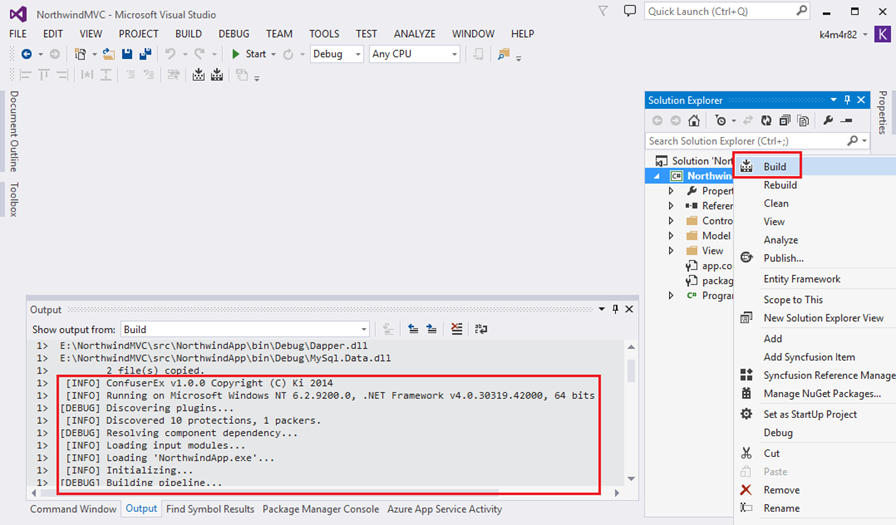 NorthwindMVC - Microsoft Visual Studio
Quick Launch (Ctrl+Q)
FILE EDIT VIEW PROJECT BUILD DEBUG TEAM TOOLS TEST ANALYZE WINDOW HELP
k4m4r82
K
Start
Debug
Any CPU
Document Outline
Toolbox
Solution Explorer
Properties
Search Solution Explorer (Ctrl+;)
Solution 'Nor
C# Northwind
Proper
Referer
Contro
Model
View
app.co
packag
C# Progra
Build
Rebuild
Clean
View
Analyze
Publish...
Entity Framework
Scope to This
New Solution Explorer View
Add
Add Syncfusion Item
Syncfusion Reference Manage
Manage NuGet Packages...
Set as StartUp Project
Debug
Cut
Paste
Remove
Rename
Output
Show output from: Build
1> E:\NorthwindMVC\src\NorthwindApp\bin\Debug\Dapper.dll
1> E:\NorthwindMVC\src\NorthwindApp\bin\Debug\MySql.Data.dll
1> 2 file(s) copied.
1> [INFO] ConfuserEx v1.0.0 Copyright (C) Ki 2014
1> [INFO] Running on Microsoft Windows NT 6.2.9200.0, .NET Framework v4.0.30319.42000, 64 bits
1> [DEBUG] Discovering plugins...
1> [INFO] Discovered 10 protections, 1 packers.
1> [DEBUG] Resolving component dependency...
1> [INFO] Loading input modules...
1> [INFO] Loading 'NorthwindApp.exe'...
1> [INFO] Initializing...
1> [DEBUG] Building pipeline...
Command Window Output Find Symbol Results Package Manager Console Azure App Service Activity